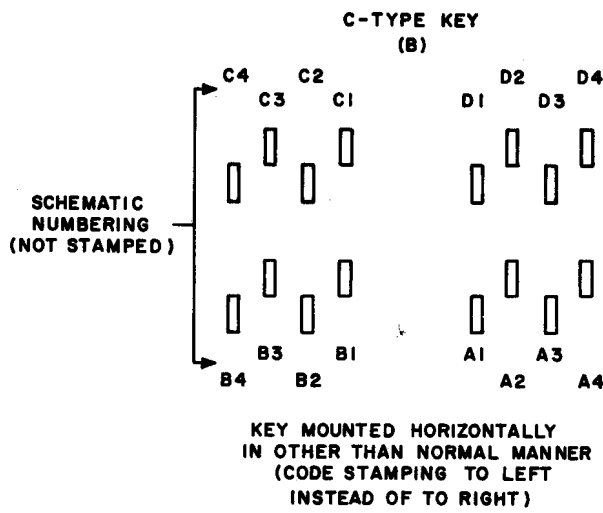 C-TYPE KEY
(B)
C4 C2 D2 D4
C3 C1 D1 D3
SCHEMATIC
NUMBERING
(NOT STAMPED)
B3 B1 A1 A3
B4 B2 A2 A4
KEY MOUNTED HORIZONTALLY
IN OTHER THAN NORMAL MANNER
(CODE STAMPING TO LEFT
INSTEAD OF TO RIGHT)